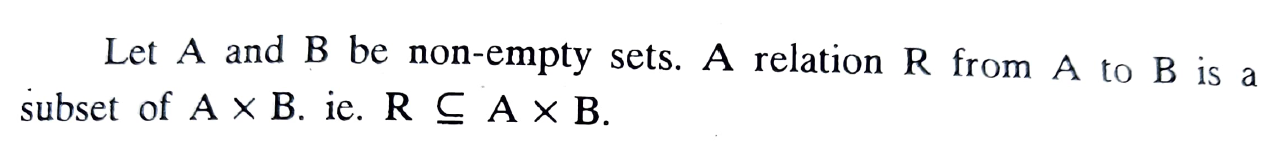 Let A and B be non-empty sets. A relation R from A to B is a
subset of A × B. ie. R ⊆ A × B.